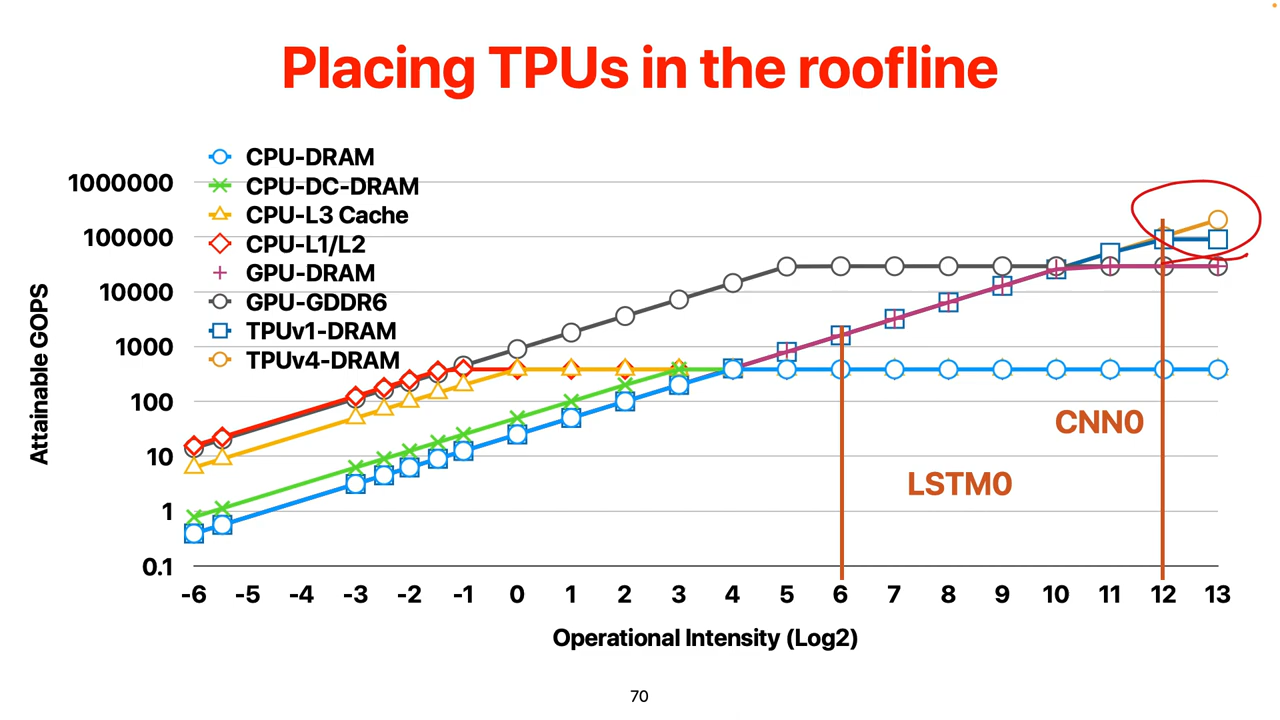 Placing TPUs in the roofline
CPU-DRAM
CPU-DC-DRAM
CPU-L3 Cache
CPU-L1/L2
GPU-DRAM
GPU-GDDR6
TPUv1-DRAM
TPUv4-DRAM
Attainable GOPS
1000000
100000
10000
1000
100
10
1
0.1
CNN0
LSTM0
-6 -5 -4 -3 -2 -1 0 1 2 3 4 5 6 7 8 9 10 11 12 13
Operational Intensity (Log2)
70